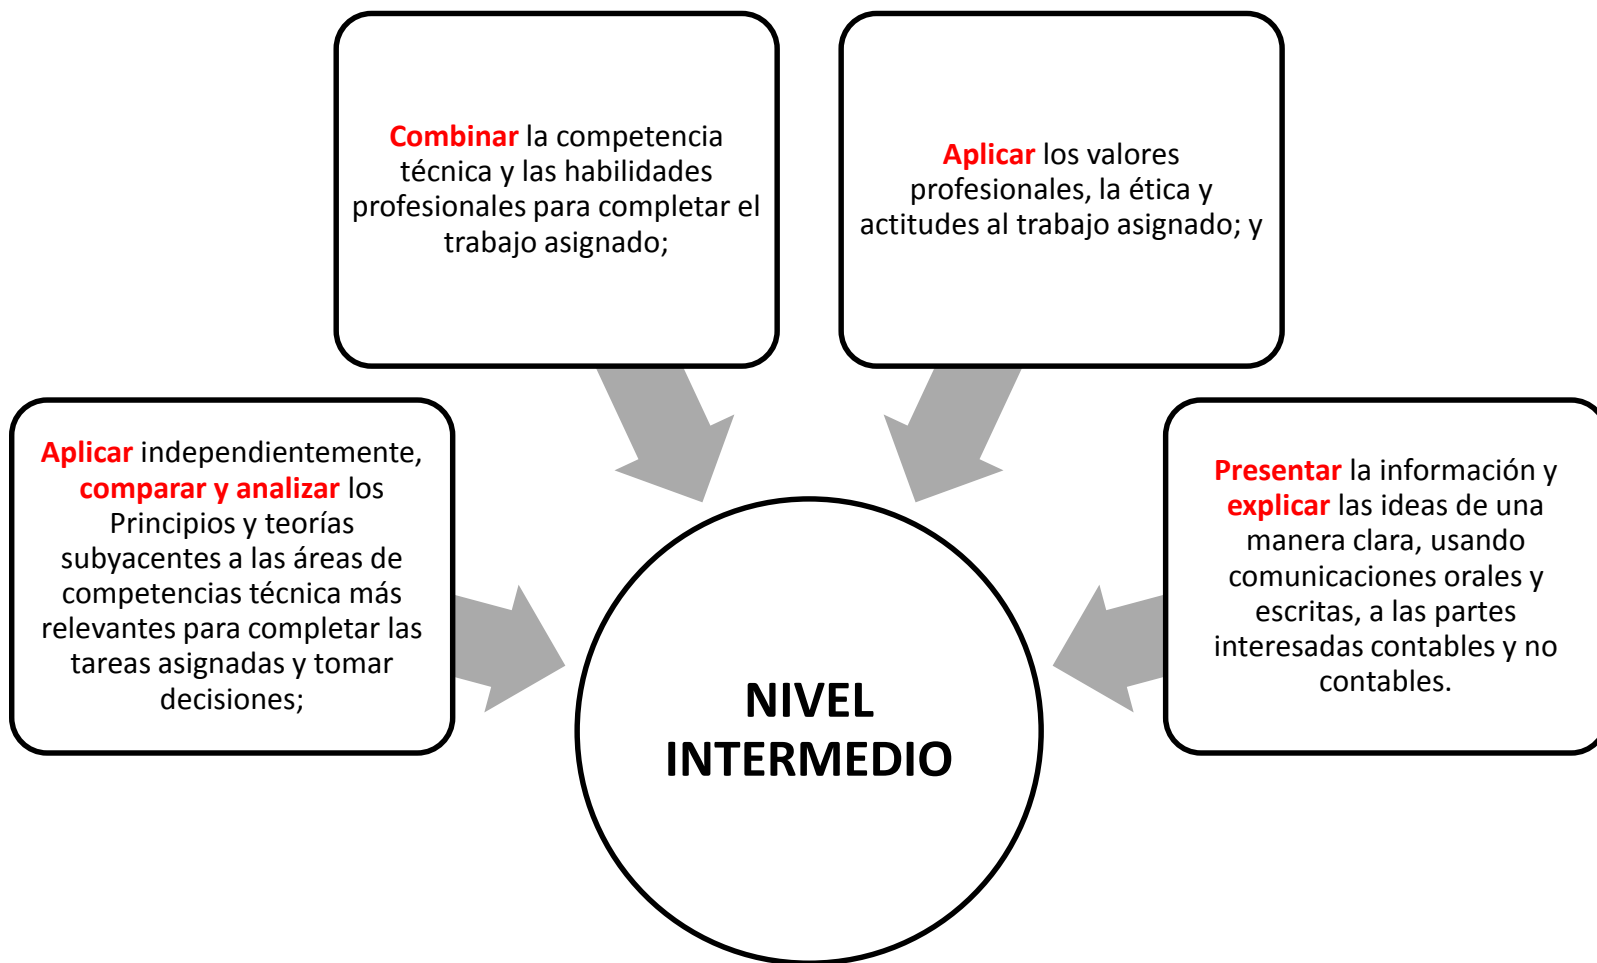 Aplicar independientemente,
comparar y analizar los
Principios y teorías
subyacentes a las áreas de
competencias técnica más
relevantes para completar las
tareas asignadas y tomar
decisiones;
Combinar la competencia
técnica y las habilidades
profesionales para completar el
trabajo asignado;
Aplicar los valores
profesionales, la ética y
actitudes al trabajo asignado; y
Presentar la información y
explicar las ideas de una
manera clara, usando
comunicaciones orales y
escritas, a las partes
interesadas contables y no
contables.
NIVEL
INTERMEDIO